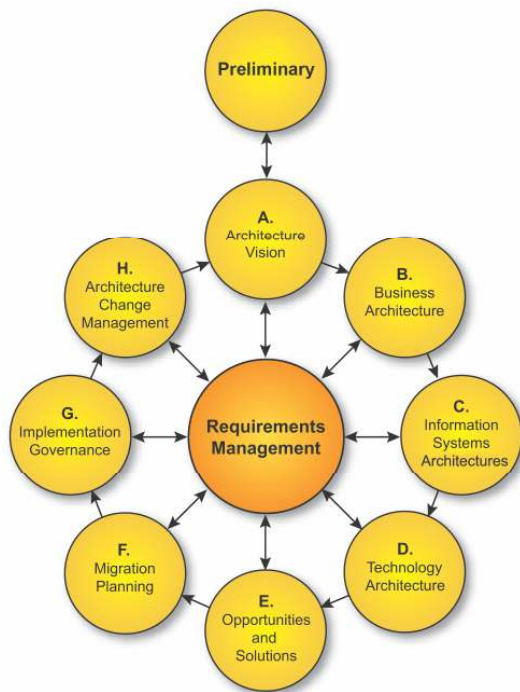 Preliminary
A.
Architecture
Vision
B.
Business
Architecture
C.
Information
Systems
Architectures
D.
Technology
Architecture
E.
Opportunities
and
Solutions
F.
Migration
Planning
G.
Implementation
Governance
H.
Architecture
Change
Management
Requirements
Management